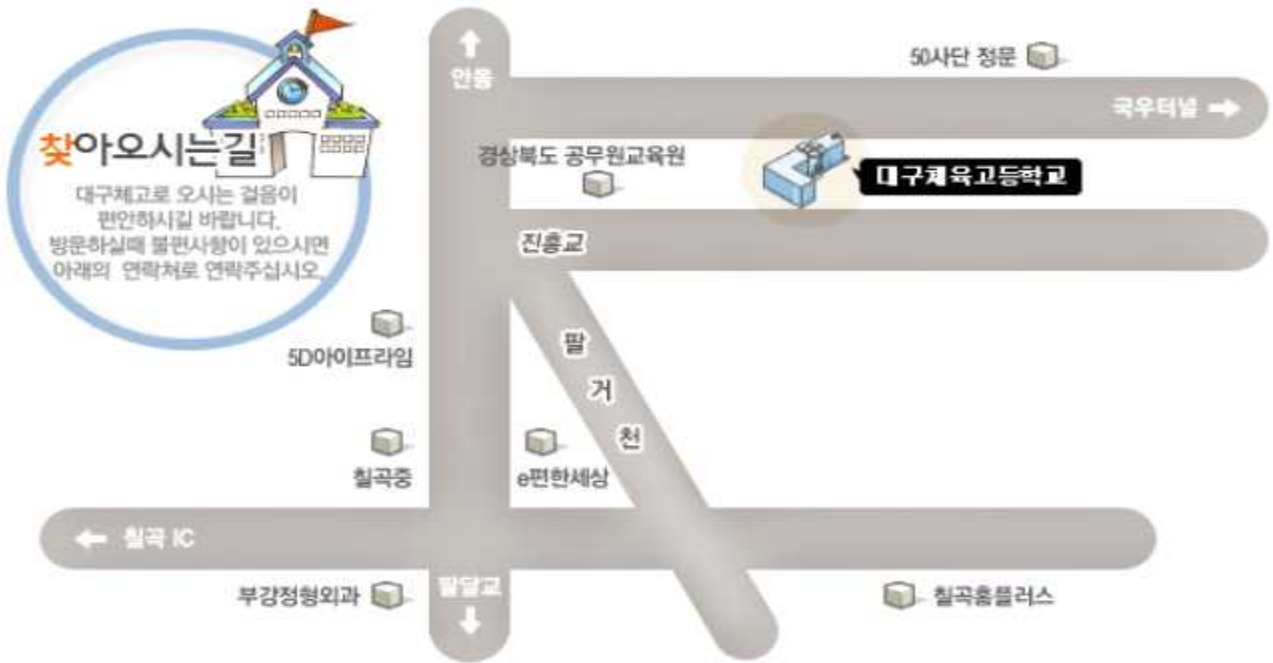 찾아오시는길
대구체고로 오시는 걸음이
편안하시길 바랍니다.
방문하실때 불편사항이 있으시면
아래의 연락처로 연락주십시오.
안동
50사단 정문
국우터널
경상북도 공무원교육원
대구체육고등학교
진흥교
5D아이프라임
팔
거
천
칠곡중
e편한세상
칠곡 IC
부강정형외과
팔달교
칠곡홈플러스